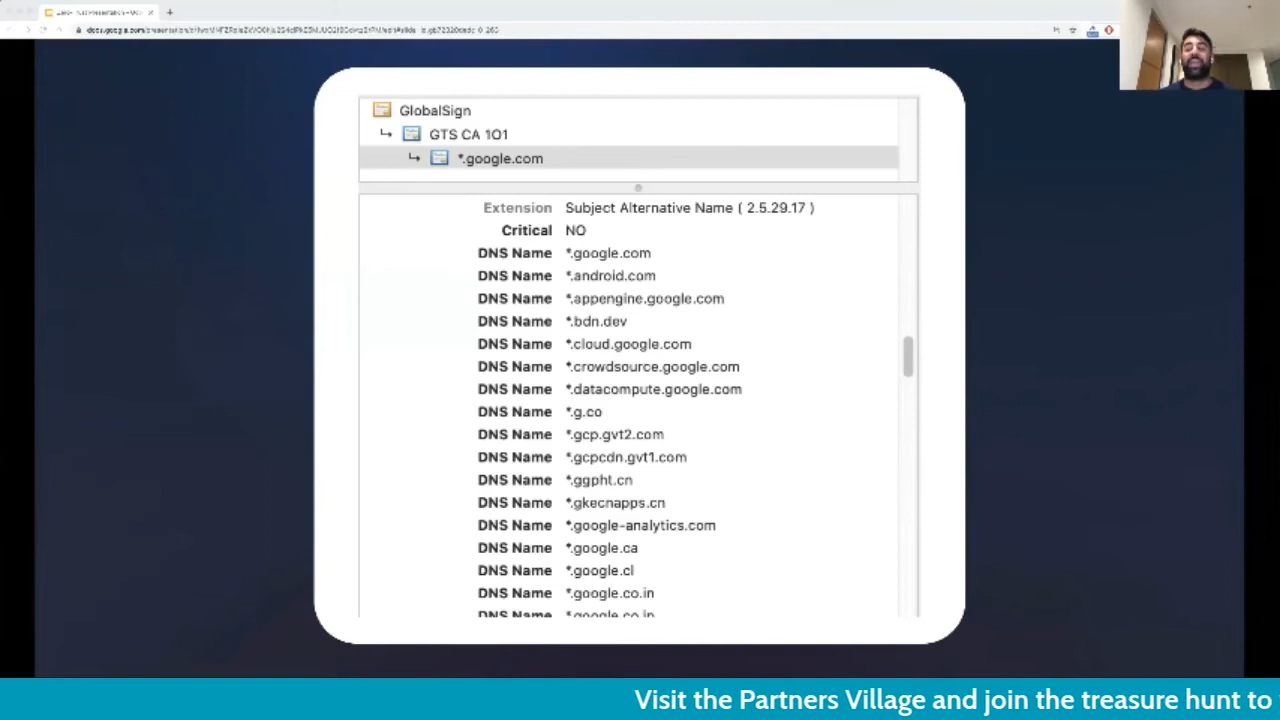 GlobalSign
GTS CA 1O1
*.google.com
Extension Subject Alternative Name ( 2.5.29.17 )
Critical NO
DNS Name *.google.com
DNS Name *.android.com
DNS Name *.appengine.google.com
DNS Name *.bdn.dev
DNS Name *.cloud.google.com
DNS Name *.crowdsource.google.com
DNS Name *.datacompute.google.com
DNS Name *.g.co
DNS Name *.gcp.gvt2.com
DNS Name *.gcpcdn.gvt1.com
DNS Name *.ggpht.cn
DNS Name *.gkecnapps.cn
DNS Name *.google-analytics.com
DNS Name *.google.ca
DNS Name *.google.cl
DNS Name *.google.co.in
DNS Name
Visit the Partners Village and join the treasure hunt to